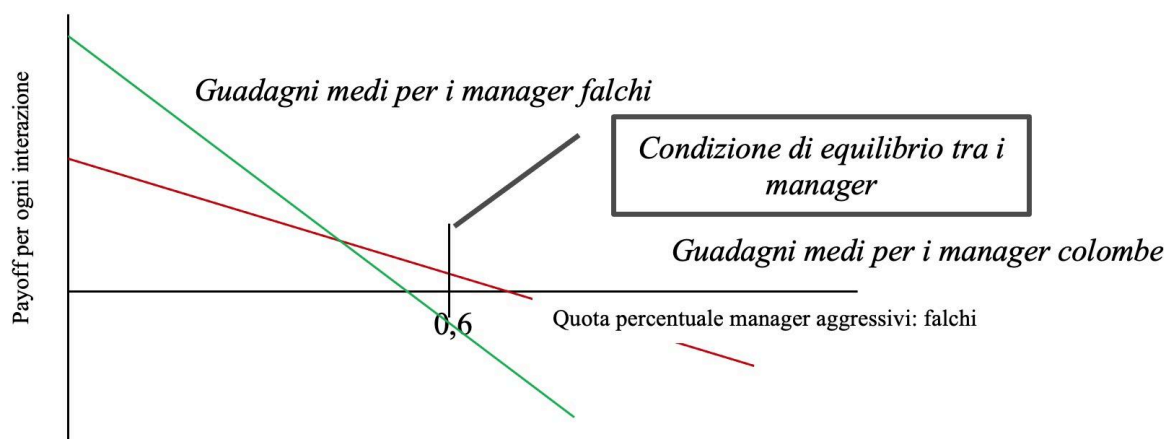 Payoff per ogni interazione
Guadagni medi per i manager falchi
Condizione di equilibrio tra i
manager
Guadagni medi per i manager colombe
0,6
Quota percentuale manager aggressivi: falchi